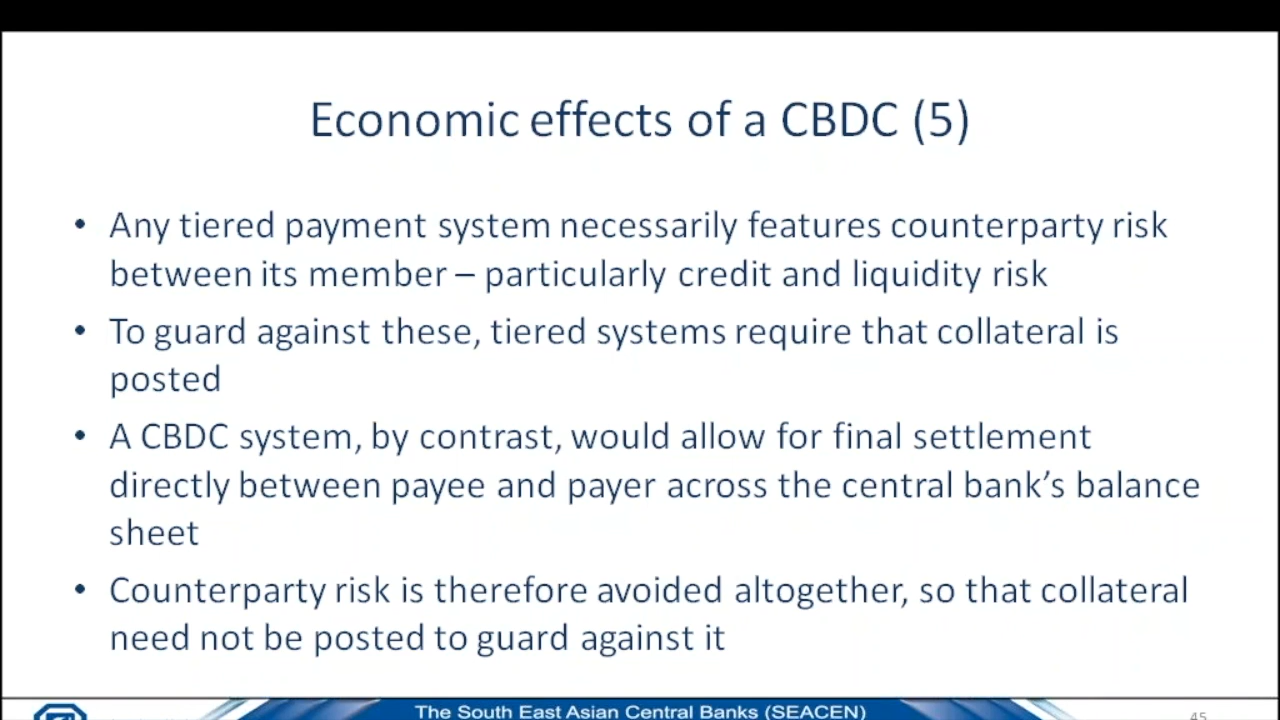 Economic effects of a CBDC (5)
• Any tiered payment system necessarily features counterparty risk
between its member – particularly credit and liquidity risk
• To guard against these, tiered systems require that collateral is
posted
• A CBDC system, by contrast, would allow for final settlement
directly between payee and payer across the central bank’s balance
sheet
• Counterparty risk is therefore avoided altogether, so that collateral
need not be posted to guard against it
The South East Asian Central Banks (SEACEN)
45